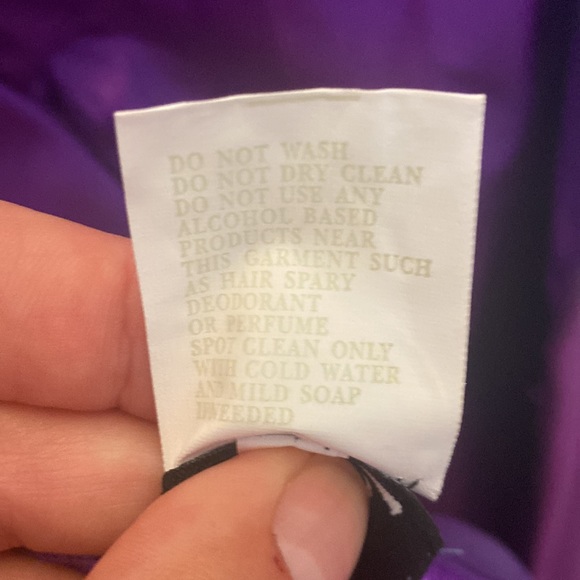 DO NOT WASH
DO NOT DRY CLEAN
DO NOT USE ANY
ALCOHOL BASED
PRODUCTS NEAR
THIS GARMENT SUCH
AS HAIR SPARY
DEODORANT
OR PERFUME
SPOT CLEAN ONLY
WITH COLD WATER
AND MILD SOAP
IF NEEDED